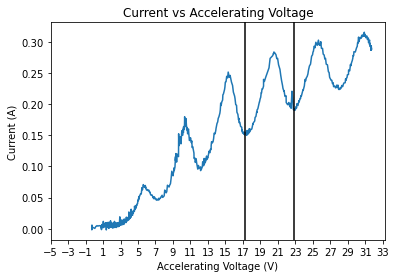 Current vs Accelerating Voltage
Current (A)
0.30
0.25
0.20
0.15
0.10
0.05
0.00
−5 −3 −1 1 3 5 7 9 11 13 15 17 19 21 23 25 27 29 31 33
Accelerating Voltage (V)